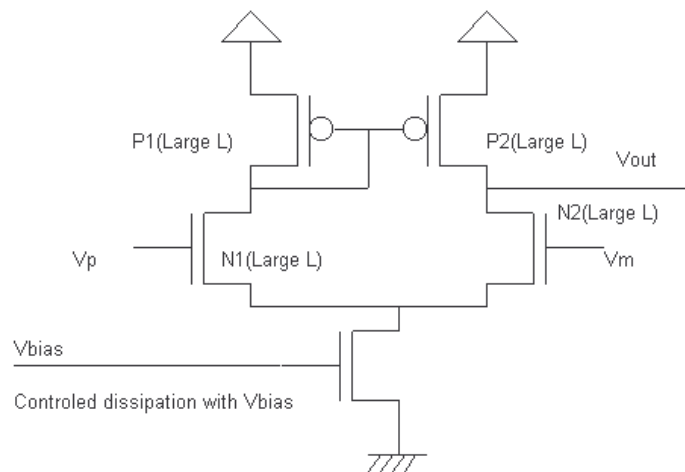 P1(Large L)
P2(Large L)
Vout
N2(Large L)
Vp
N1(Large L)
Vm
Vbias
Controled dissipation with Vbias